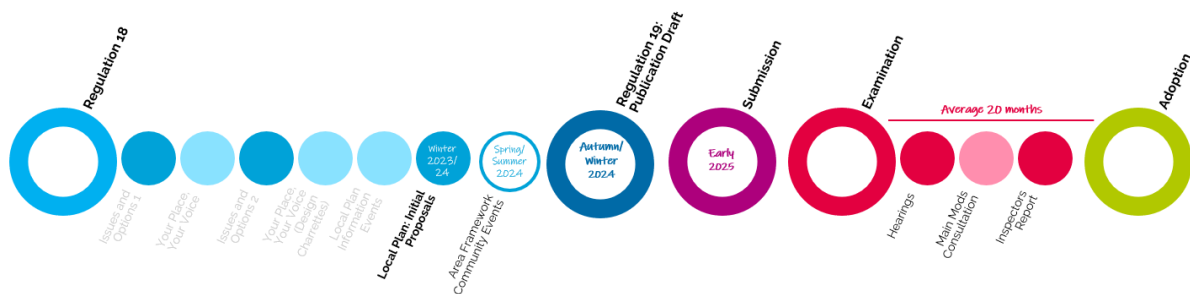 Regulation 18
Issues and
Options 1
Your Place,
Your Voice
Issues and
Options 2
Your Place,
Your Voice
(Design
Charrettes)
Local Plan
Information
Events
Winter
2023/
24
Local Plan: Initial
Proposals
Spring/
Summer
2024
Area Framework
Community Events
Regulation 19:
Publication Draft
Autumn/
Winter
2024
Submission
Early
2025
Examination
Average 20 months
Hearings
Main Mods
Consultation
Inspectors
Report
Adoption